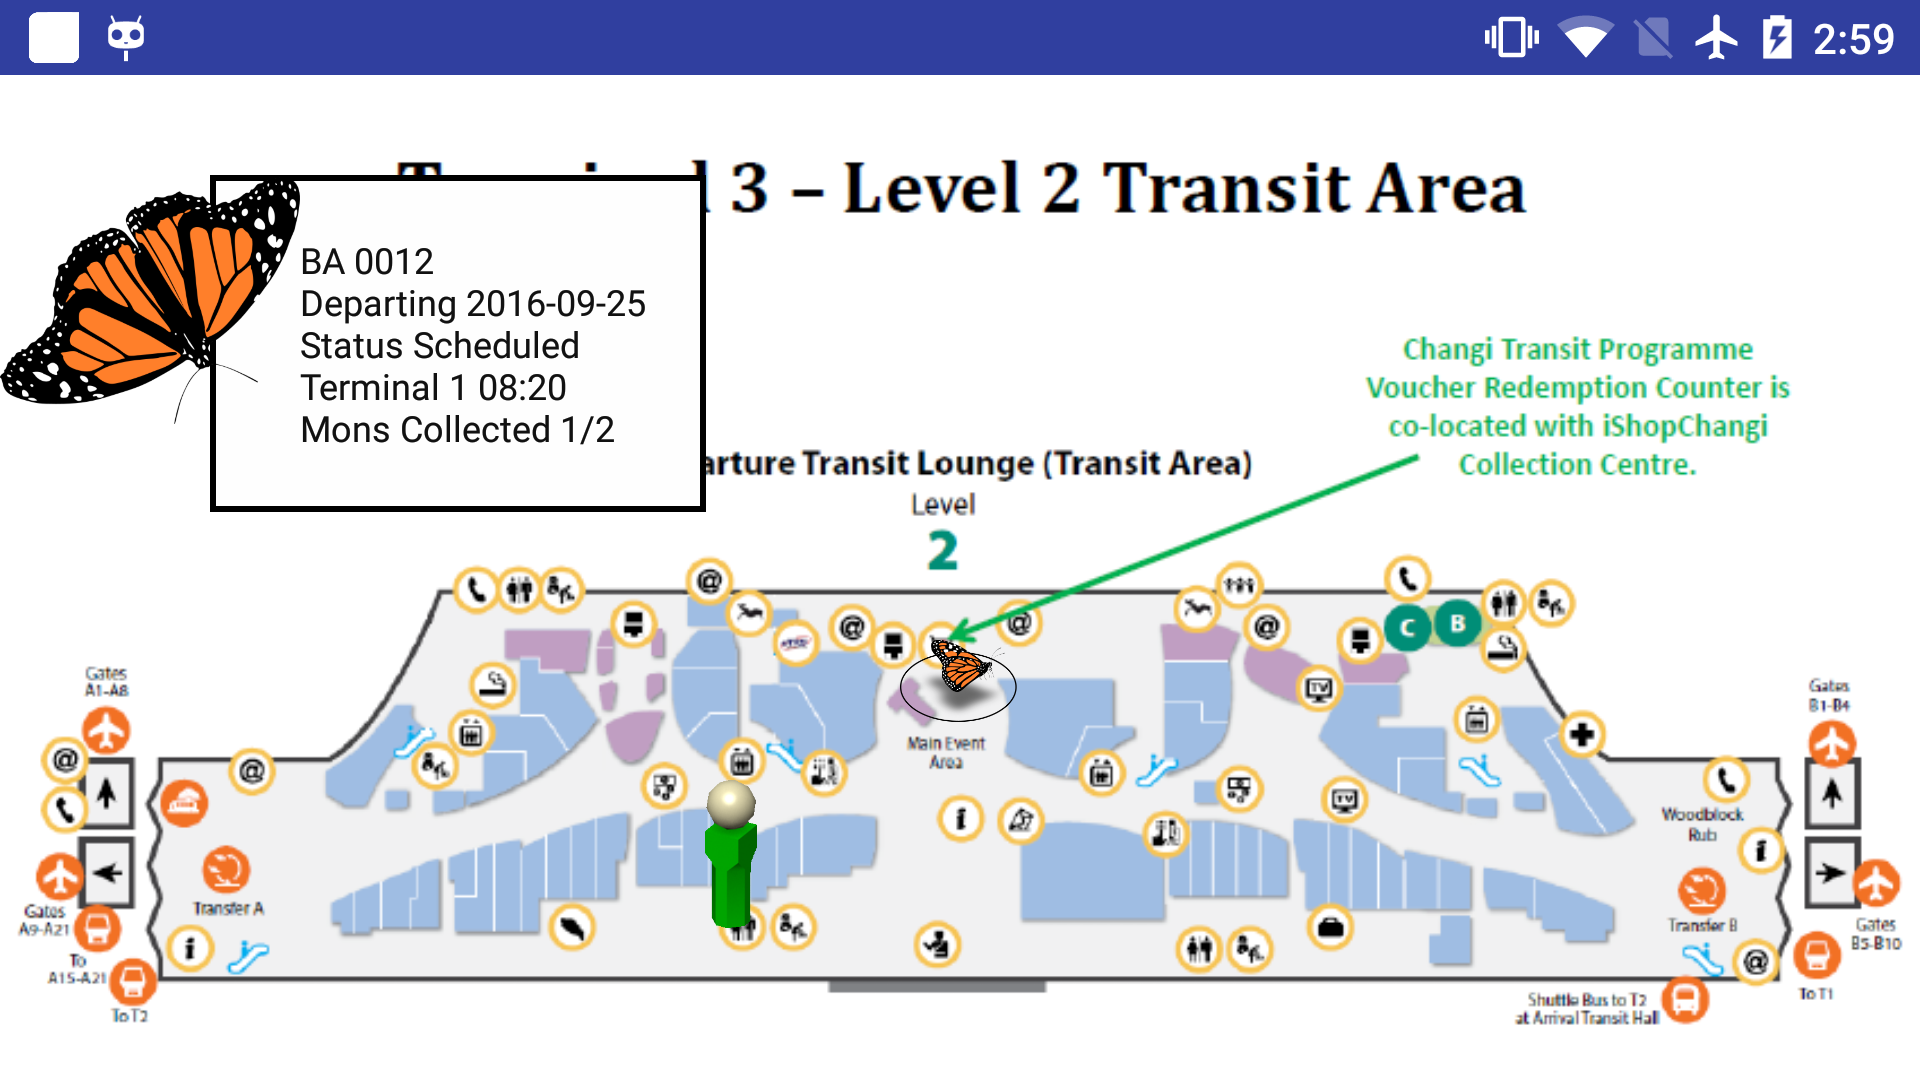 2:59
3 – Level 2 Transit Area
BA 0012
Departing 2016-09-25
Status Scheduled
Terminal 1 08:20
Mons Collected 1/2
Changi Transit Programme
Voucher Redemption Counter is
co-located with iShopChangi
Collection Centre.
arture Transit Lounge (Transit Area)
Level
2
C
B
TV
Gates
A1-A8
Gates
B1-B4
Main Event
Area
TV
Woodblock
Rub
Transfer A
Transfer B
Gates
A9-A21
Gates
B5-B10
To
A15-A21
To T2
To T1
Shuttle Bus to T2
at Arrival Transit Hall